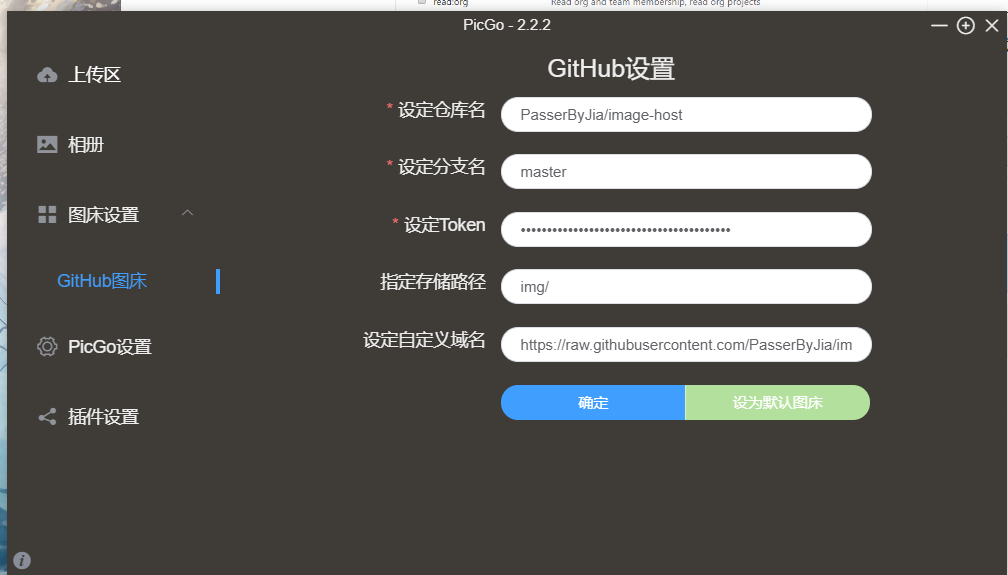 read:org
Read org and team membership, read org projects
PicGo - 2.2.2
上传区
相册
图床设置
GitHub图床
PicGo设置
插件设置
GitHub设置
* 设定仓库名
PasserByJia/image-host
* 设定分支名
master
* 设定Token
••••••••••••••••••••••••••••••••••••••••
指定存储路径
img/
设定自定义域名
https://raw.githubusercontent.com/PasserByJia/im
确定
设为默认图床